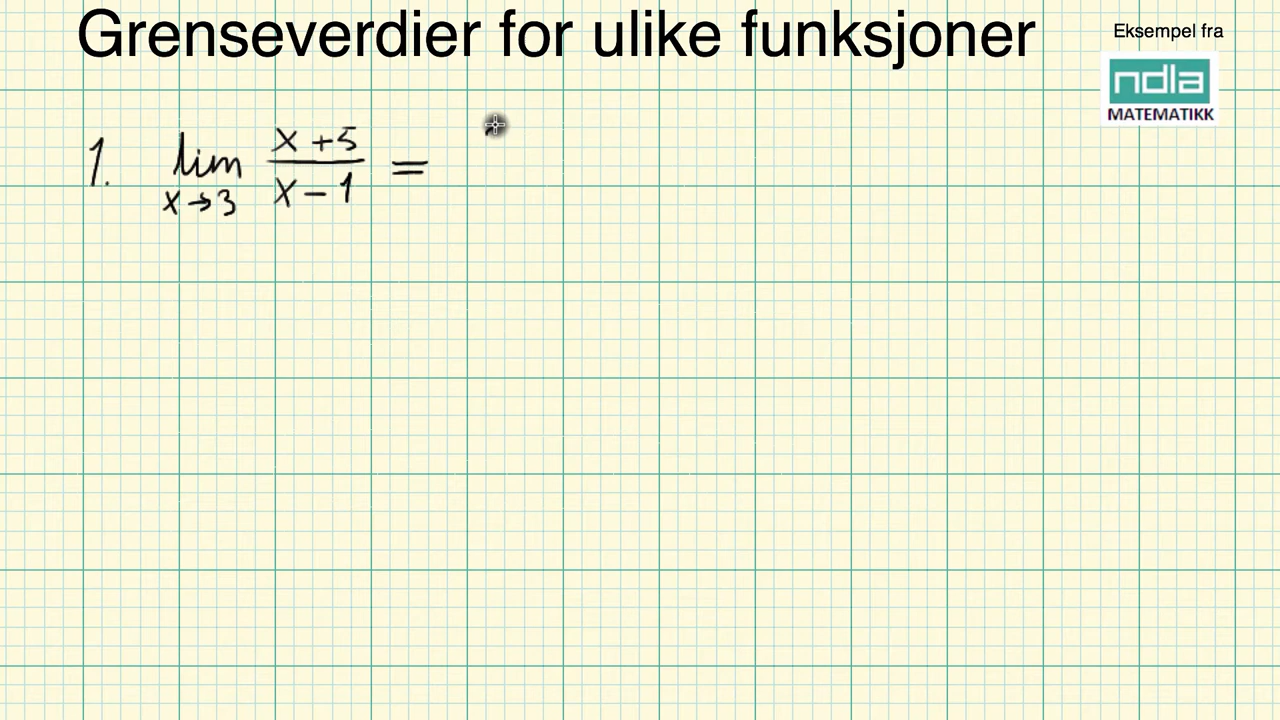 Grenseverdier for ulike funksjoner
Eksempel fra
ndla
MATEMATIKK
1. lim x→3 (x+5)/(x-1) =